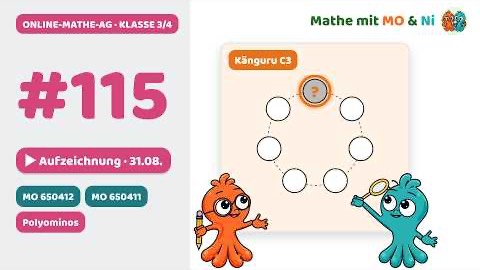 ONLINE-MATHE-AG · KLASSE 3/4
Mathe mit MO & Ni
#115
Känguru C3
?
▶ Aufzeichnung · 31.08.
MO 650412 MO 650411
Polyominos